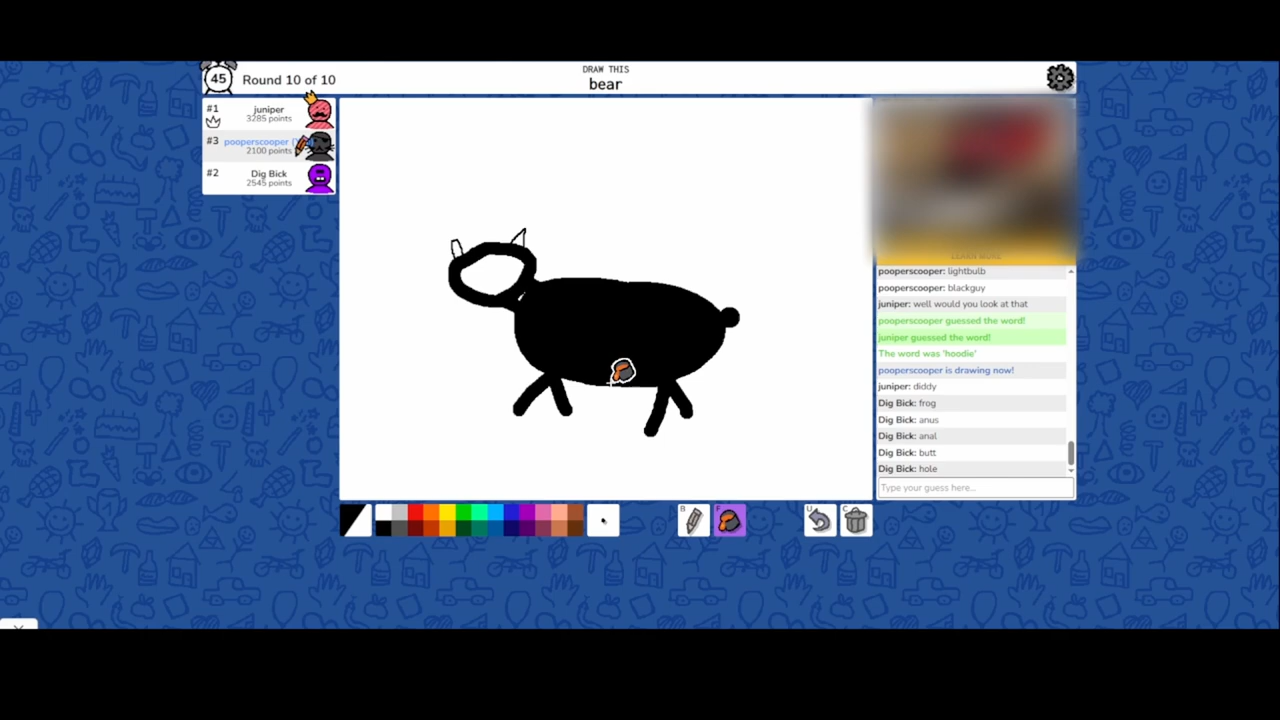 45
Round 10 of 10
DRAW THIS
bear
#1
juniper
3285 points
#3
pooperscooper
2100 points
#2
Dig Bick
2545 points
LEARN MORE
pooperscooper: lightbulb
pooperscooper: blackguy
juniper: well would you look at that
pooperscooper guessed the word!
juniper guessed the word!
The word was 'hoodie'
pooperscooper is drawing now!
juniper: diddy
Dig Bick: frog
Dig Bick: anus
Dig Bick: anal
Dig Bick: butt
Dig Bick: hole
Type your guess here...
B
F
U
C